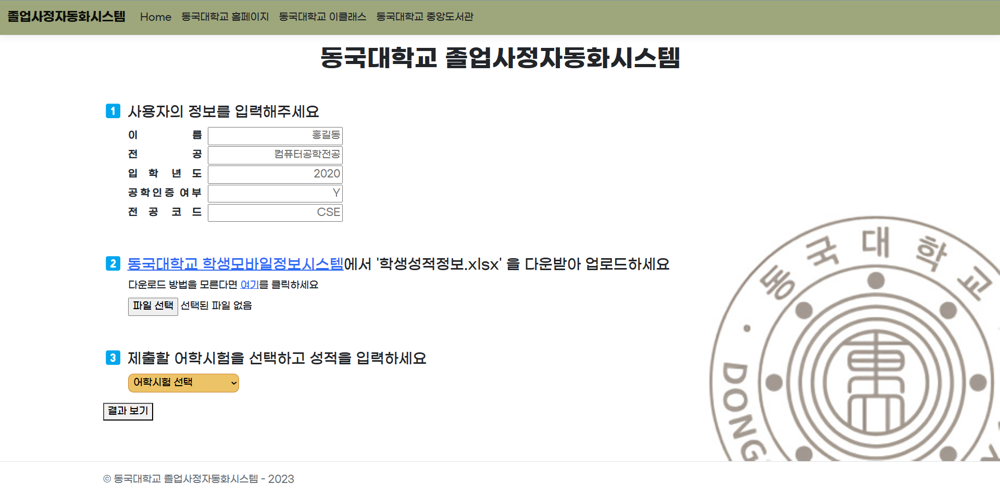 졸업사정자동화시스템 Home 동국대학교 홈페이지 동국대학교 이클래스 동국대학교 중앙도서관
동국대학교 졸업사정자동화시스템
1 사용자의 정보를 입력해주세요
이 름 홍길동
전 공 컴퓨터공학전공
입 학 년 도 2020
공학인증 여부 Y
전 공 코 드 CSE
2 동국대학교 학생모바일정보시스템에서 '학생성적정보.xlsx' 을 다운받아 업로드하세요
다운로드 방법을 모른다면 여기를 클릭하세요
파일 선택 선택된 파일 없음
3 제출할 어학시험을 선택하고 성적을 입력하세요
어학시험 선택
결과 보기
동국대학교
DONG
© 동국대학교 졸업사정자동화시스템 - 2023